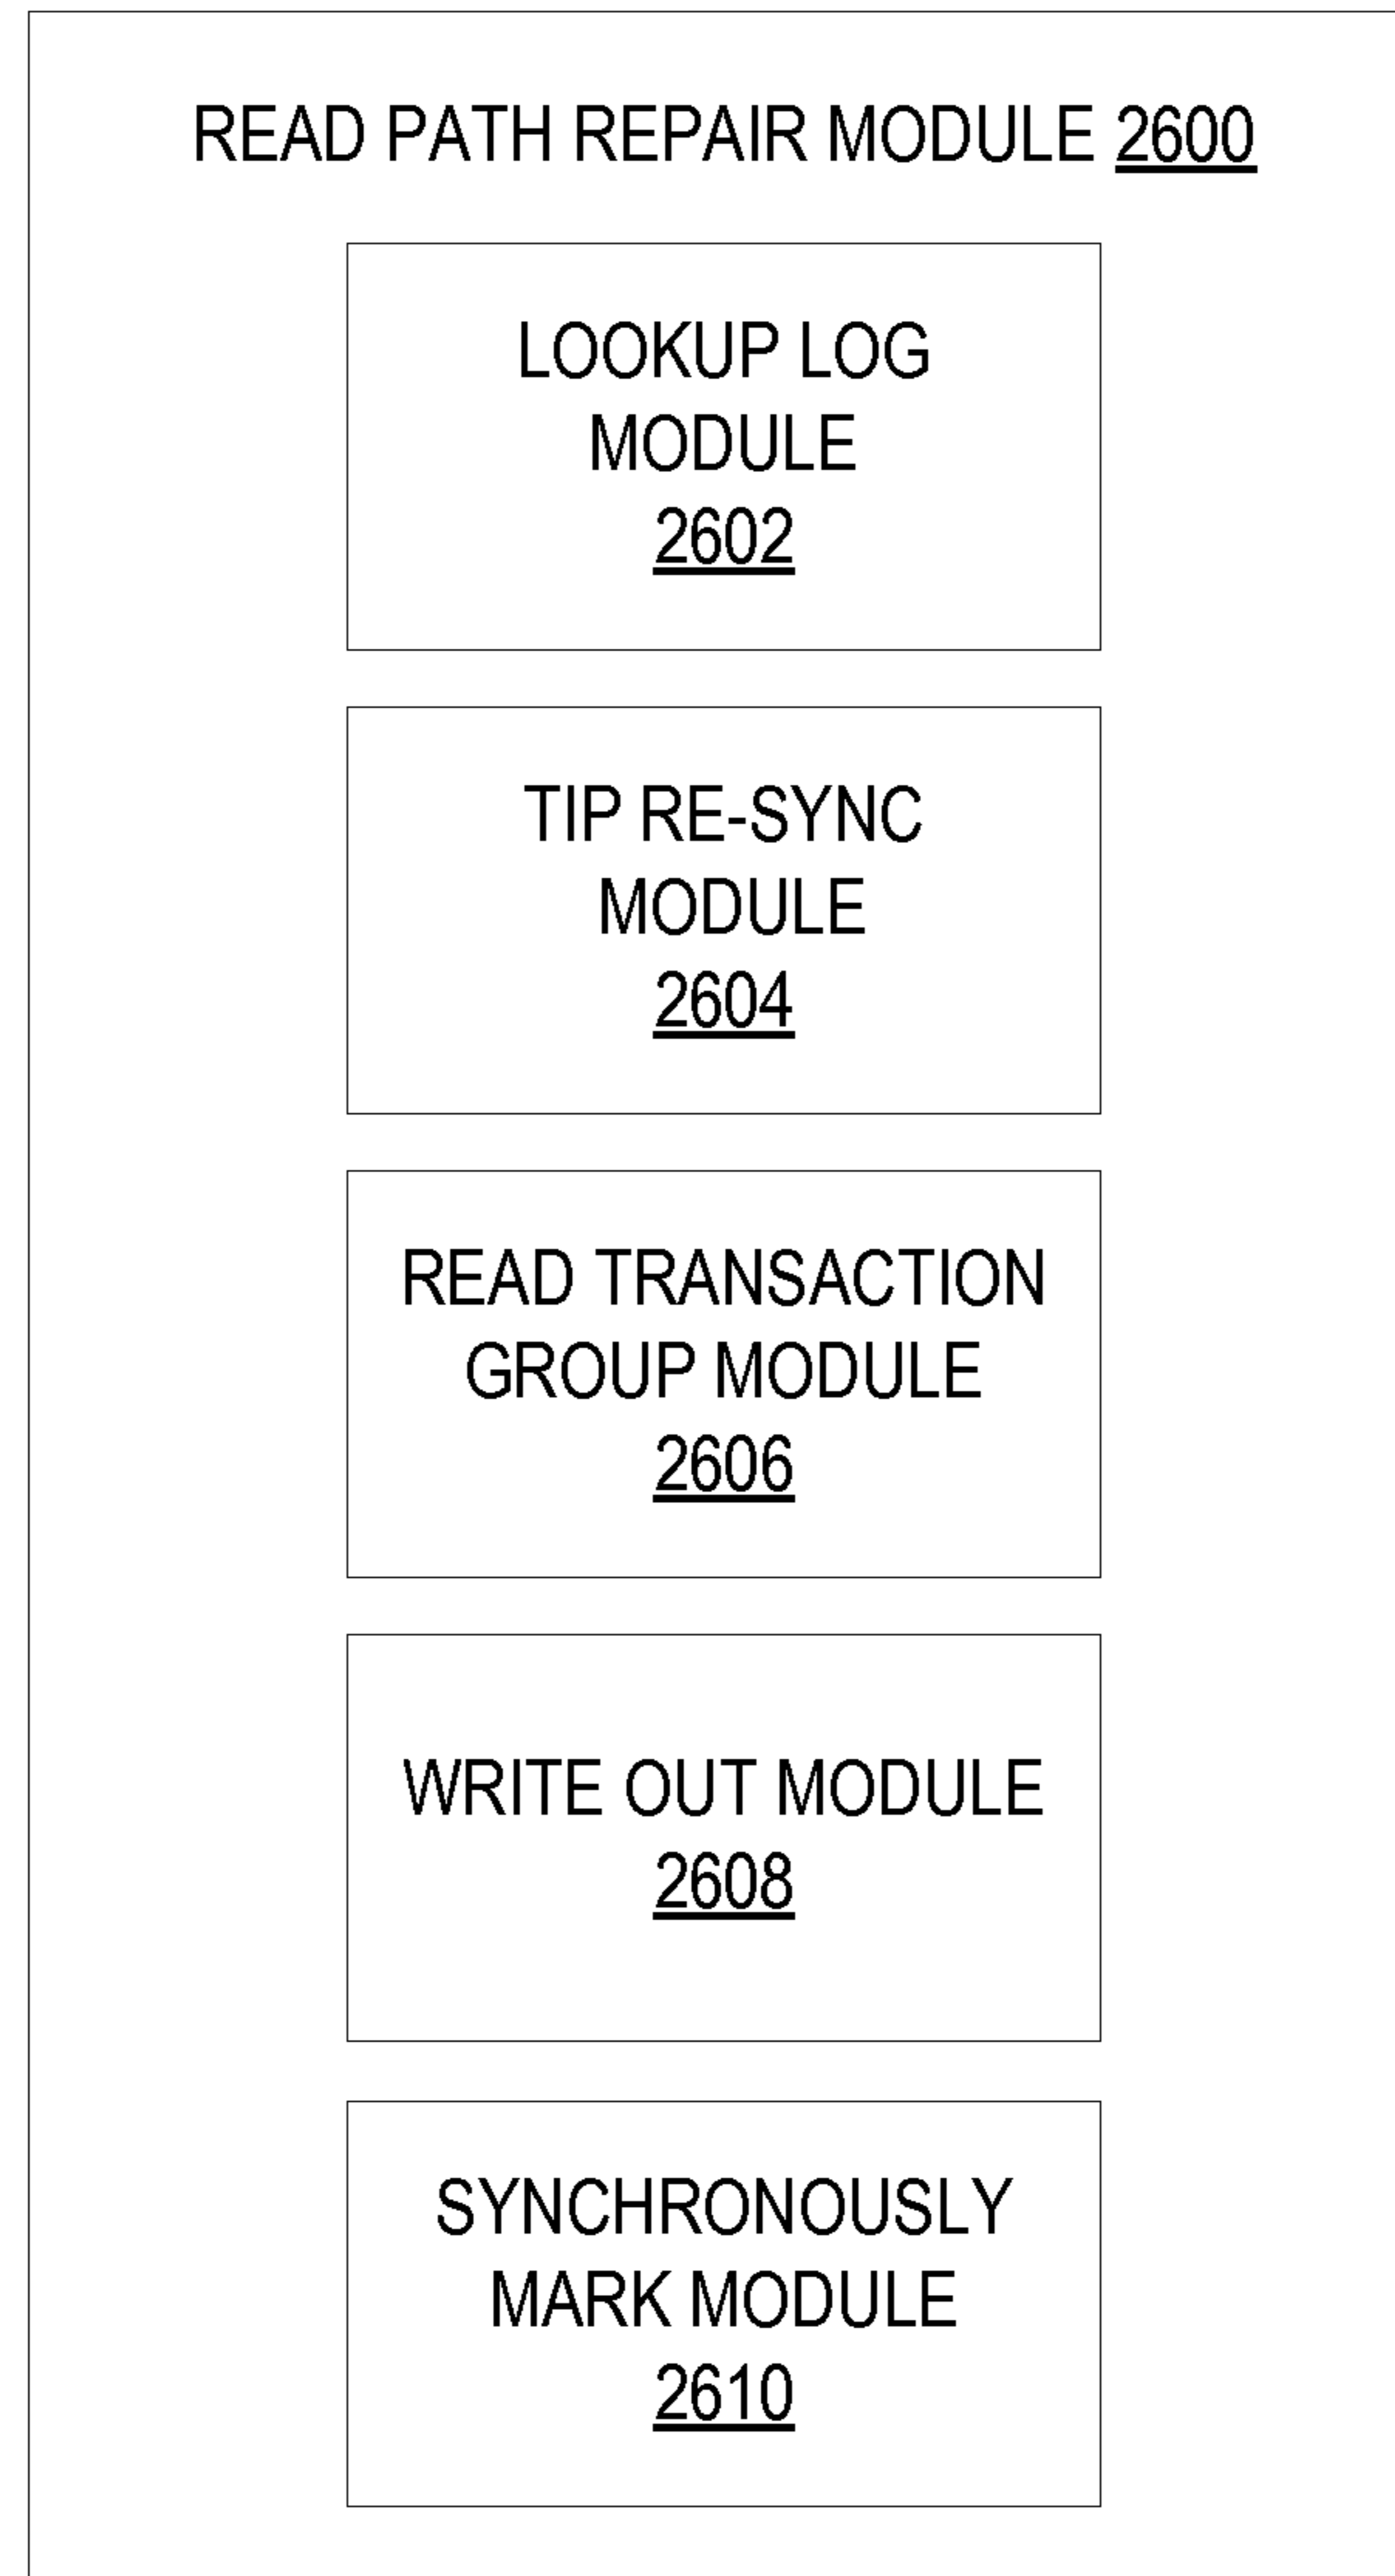 READ PATH REPAIR MODULE 2600
LOOKUP LOG
MODULE
2602
TIP RE-SYNC
MODULE
2604
READ TRANSACTION
GROUP MODULE
2606
WRITE OUT MODULE
2608
SYNCHRONOUSLY
MARK MODULE
2610